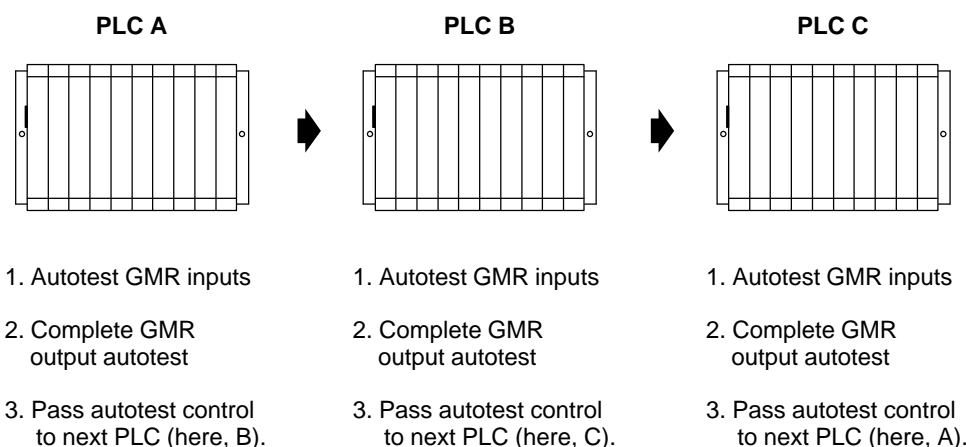 PLC A
PLC B
PLC C
1. Autotest GMR inputs
2. Complete GMR
output autotest
3. Pass autotest control
to next PLC (here, B).
1. Autotest GMR inputs
2. Complete GMR
output autotest
3. Pass autotest control
to next PLC (here, C).
1. Autotest GMR inputs
2. Complete GMR
output autotest
3. Pass autotest control
to next PLC (here, A).